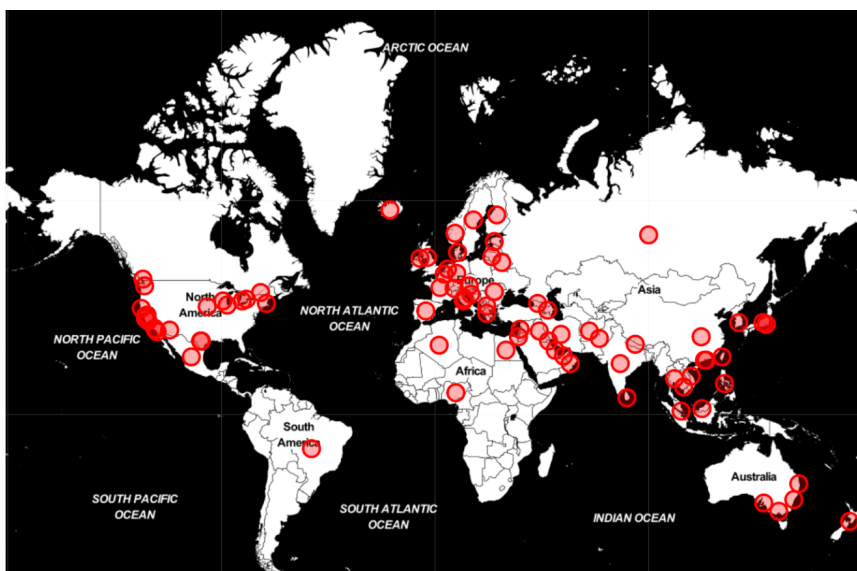 ARCTIC OCEAN
North
America
Europe
Asia
NORTH ATLANTIC
OCEAN
NORTH PACIFIC
OCEAN
Africa
South
America
Australia
SOUTH PACIFIC
OCEAN
SOUTH ATLANTIC
OCEAN
INDIAN OCEAN